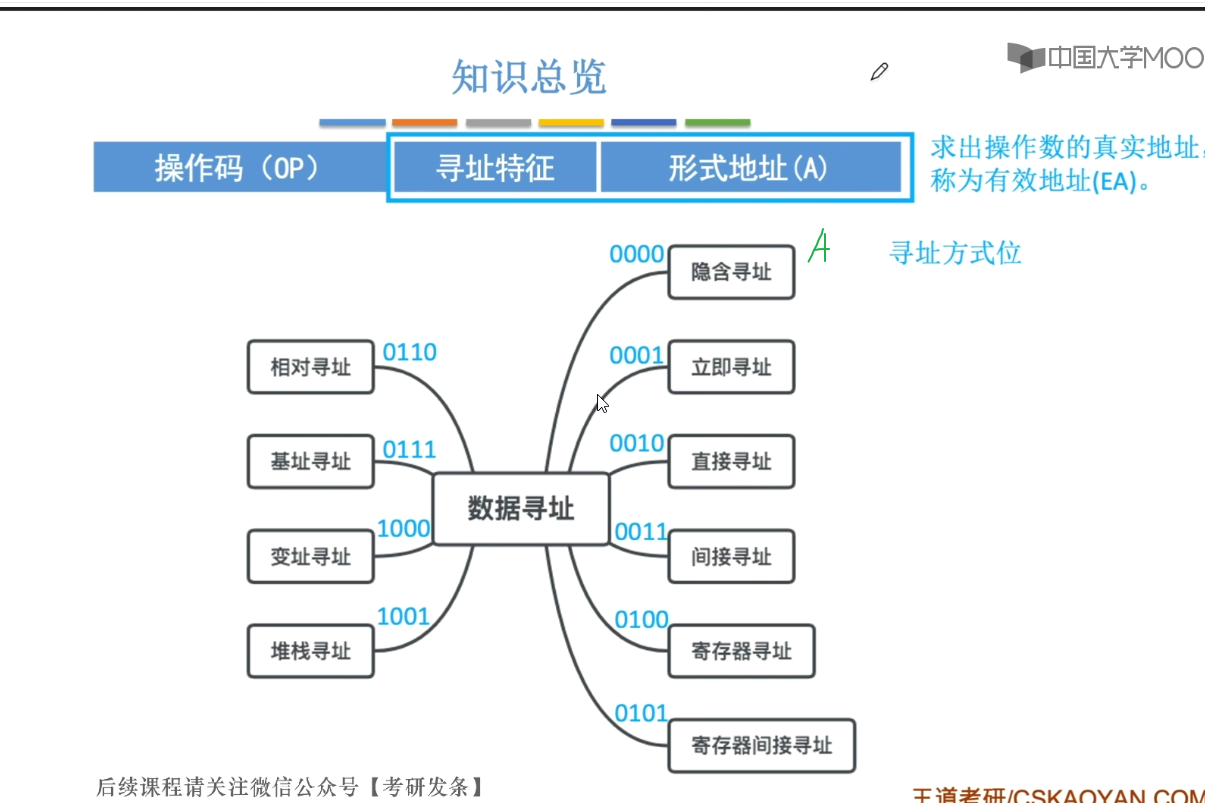 中国大学MOO
知识总览
操作码（OP） 寻址特征 形式地址(A)
求出操作数的真实地址，
称为有效地址(EA)。
A
寻址方式位
0000 隐含寻址
0001 立即寻址
0010 直接寻址
0011 间接寻址
0100 寄存器寻址
0101 寄存器间接寻址
相对寻址 0110
基址寻址 0111
变址寻址 1000
堆栈寻址 1001
数据寻址
后续课程请关注微信公众号【考研发条】
王道考研/CSKAOYAN.COM